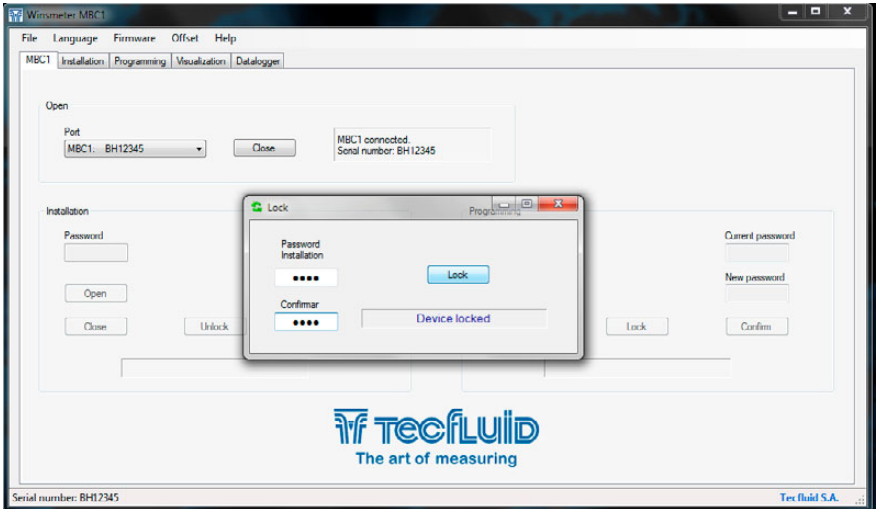 Winsmeter MBC1
File Language Firmware Offset Help
MBC1 Installation Programming Visualization Datalogger
Open
Port
MBC1. BH12345
Close
MBC1 connected.
Serial number: BH12345
Installation
Password
Open
Close
Unlock
Lock
Password
Installation
••••
Lock
Confirmar
••••
Device locked
Programming
Current password
New password
Lock
Confirm
Tecfluid
The art of measuring
Serial number: BH12345
Tecfluid S.A.